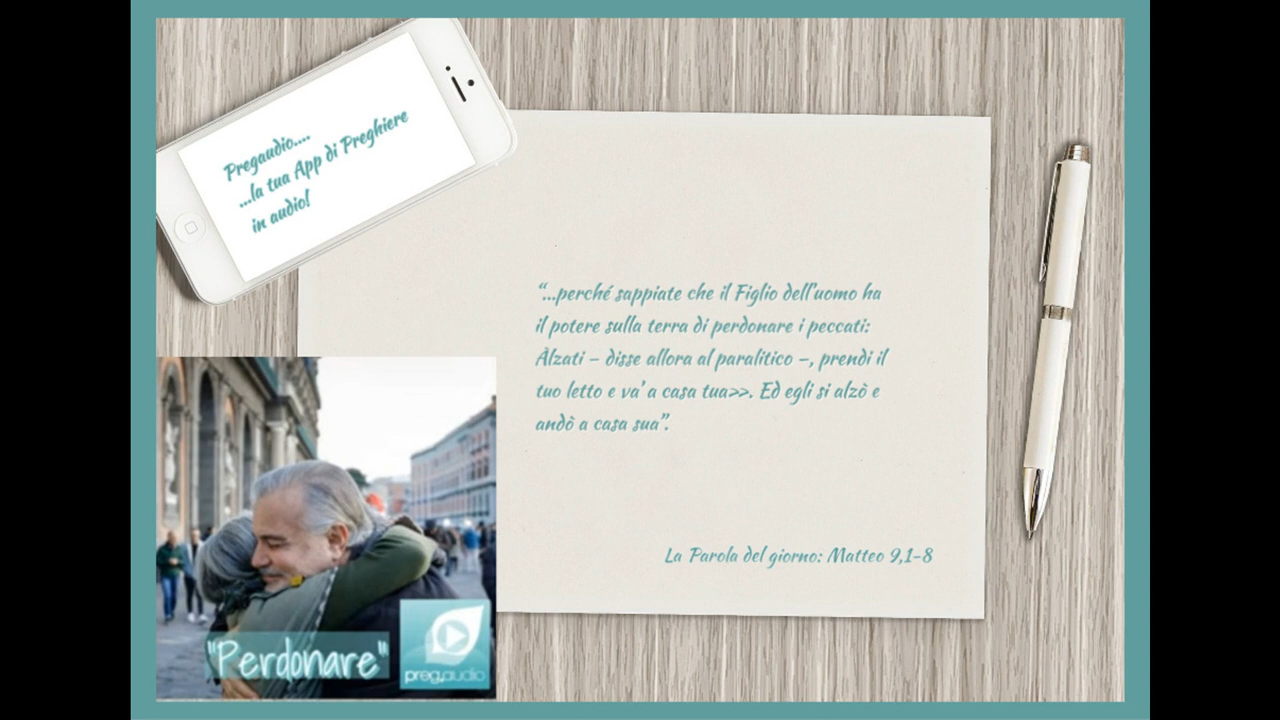 Pregaudio....
...la tua App di Preghiere
in audio!
“...perché sappiate che il Figlio dell’uomo ha
il potere sulla terra di perdonare i peccati:
Àlzati – disse allora al paralitico –, prendi il
tuo letto e va’ a casa tua>>. Ed egli si alzò e
andò a casa sua”.
La Parola del giorno: Matteo 9,1-8
"Perdonare"
pregaudio